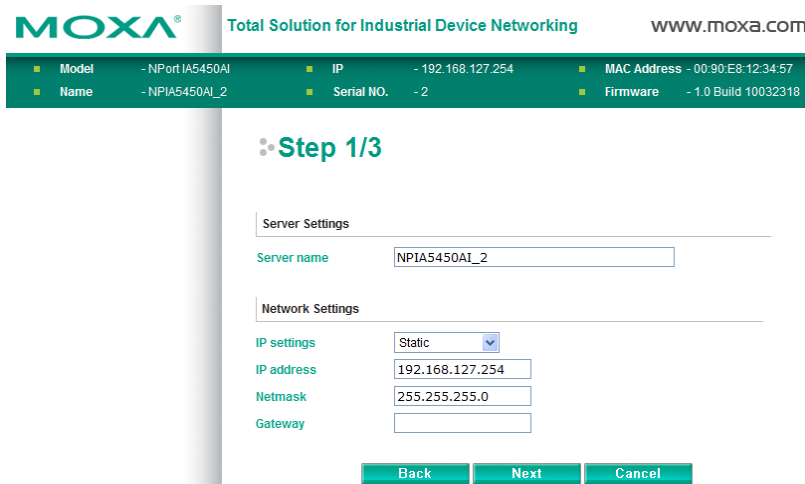 MOXA® Total Solution for Industrial Device Networking www.moxa.com
Model - NPort IA5450AI IP - 192.168.127.254 MAC Address - 00:90:E8:12:34:57
Name - NPIA5450AI_2 Serial NO. - 2 Firmware - 1.0 Build 10032318
Step 1/3
Server Settings
Server name NPIA5450AI_2
Network Settings
IP settings Static
IP address 192.168.127.254
Netmask 255.255.255.0
Gateway
Back Next Cancel